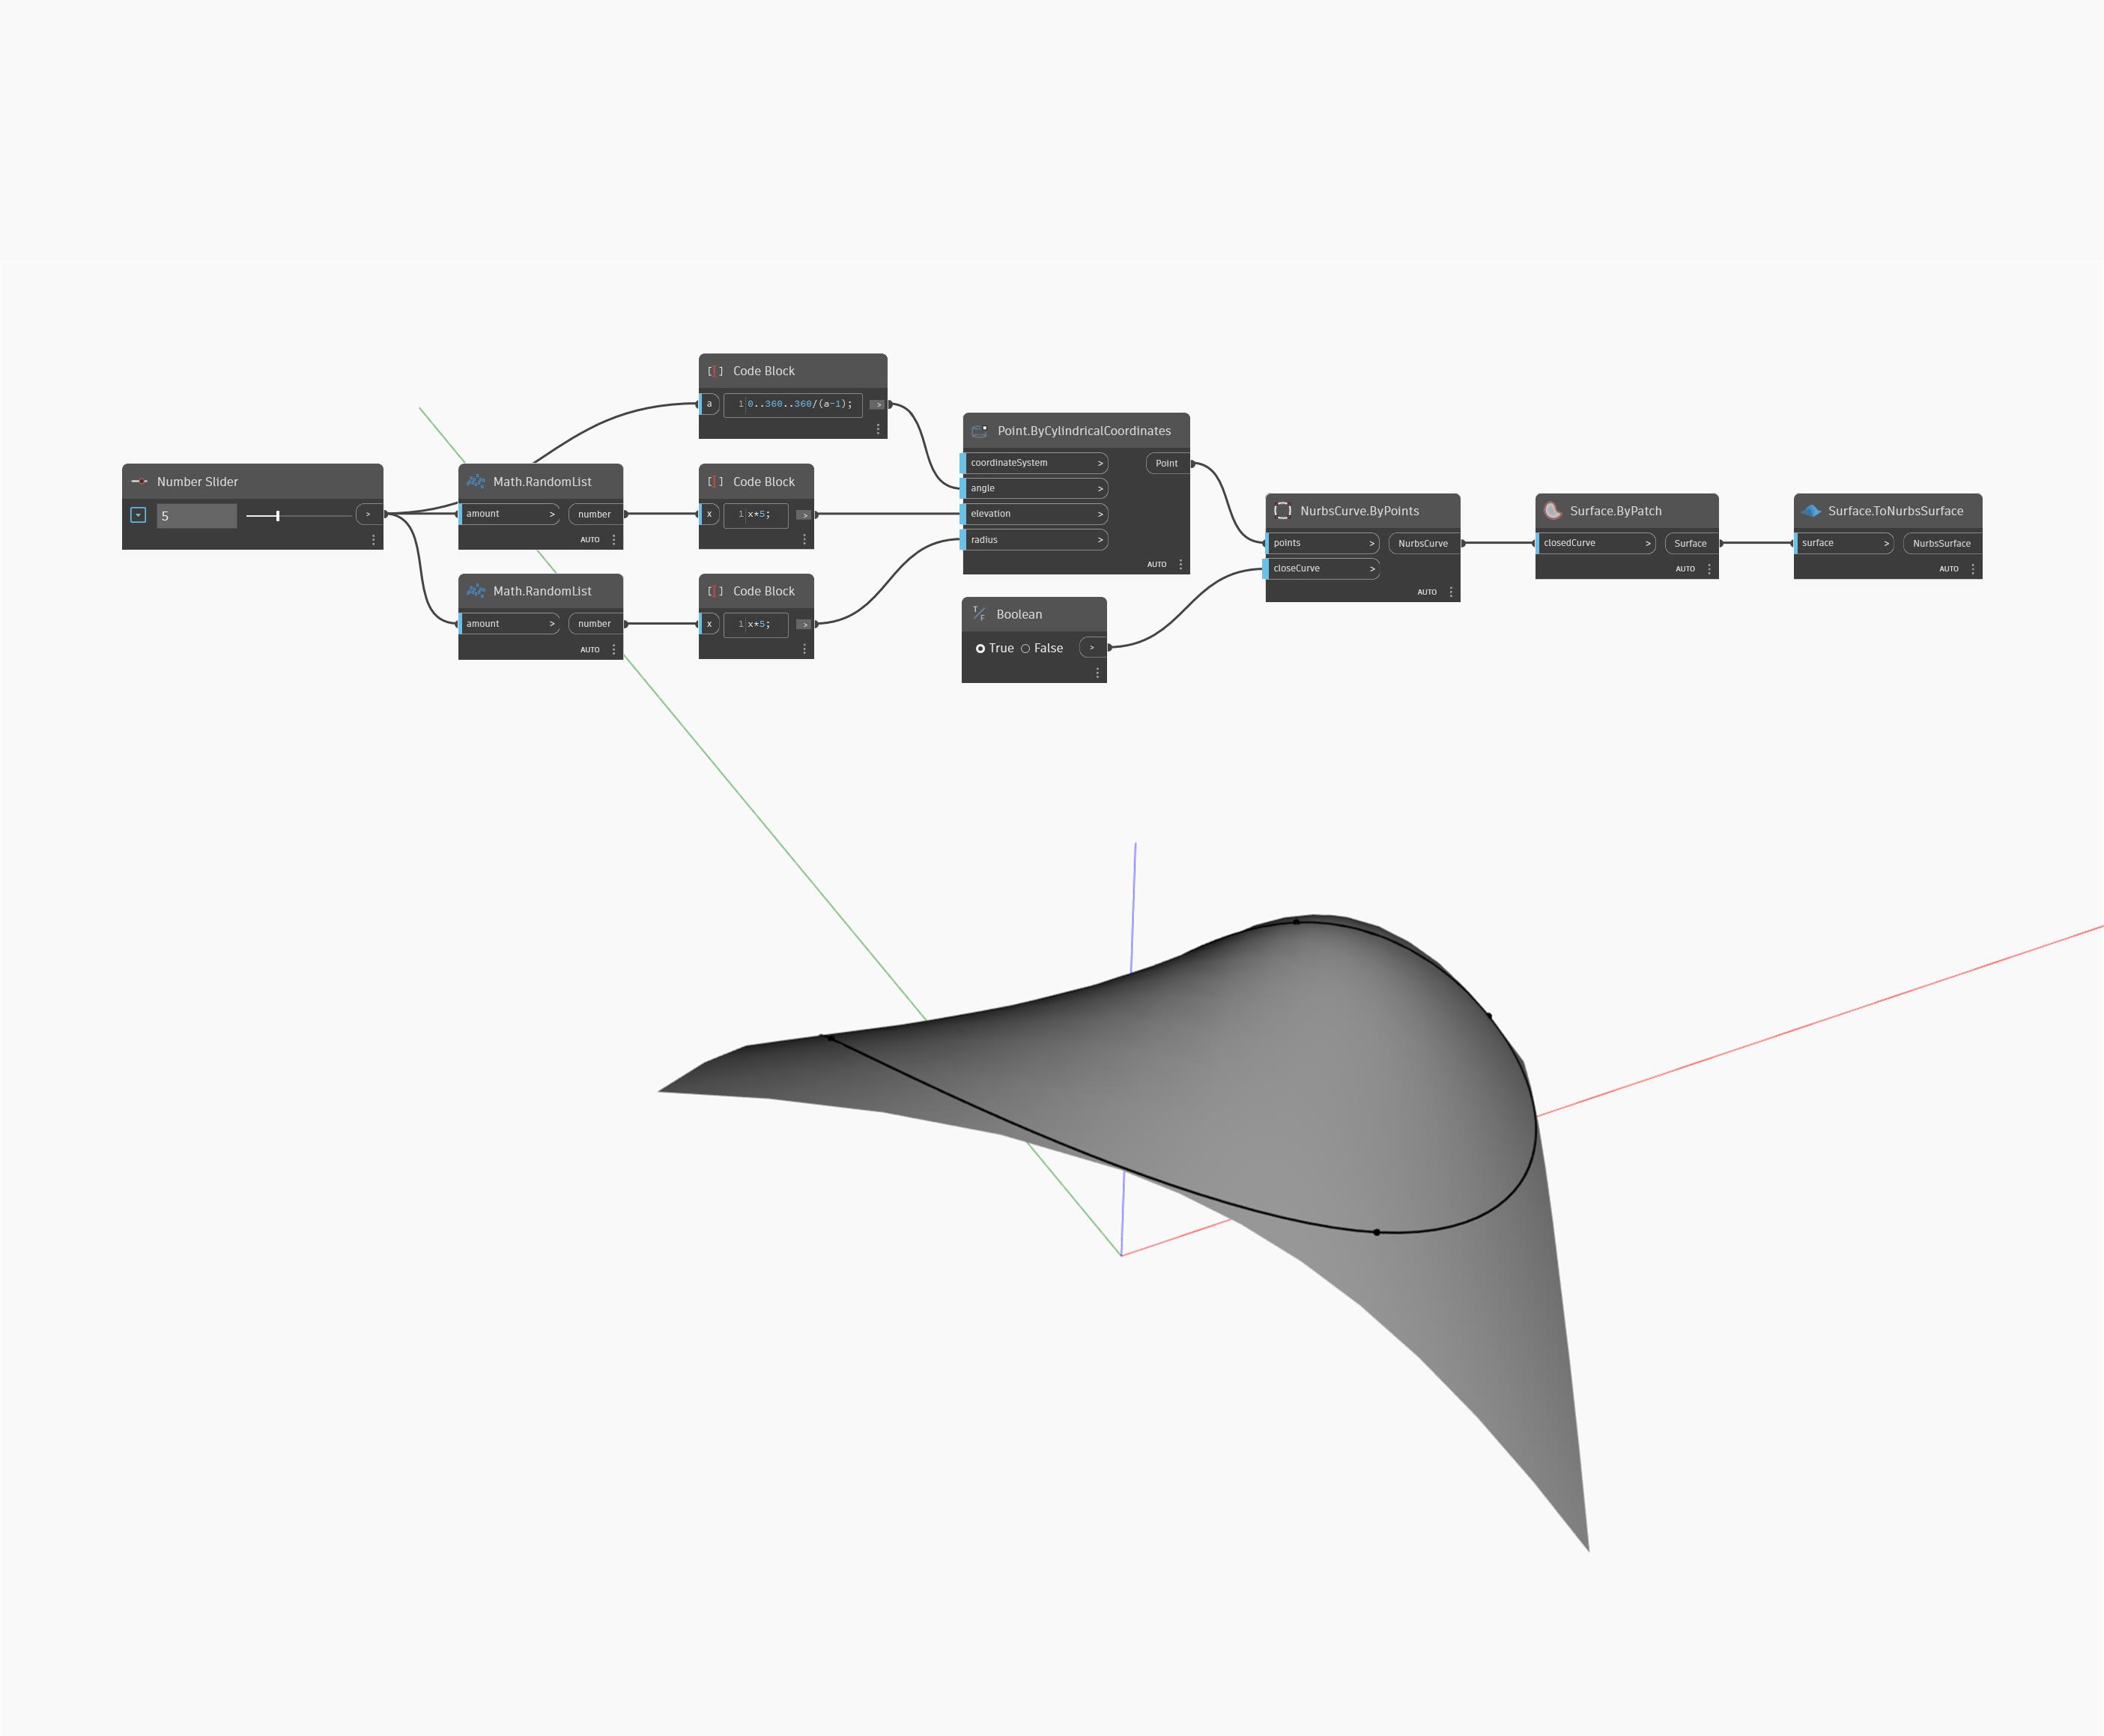 Code Block
a
1 0..360..360/(a-1);
>
Number Slider
5
>
Math.RandomList
amount >
number
AUTO
Code Block
x
1 x*5;
>
Math.RandomList
amount >
number
AUTO
Code Block
x
1 x*5;
>
Point.ByCylindricalCoordinates
coordinateSystem >
Point
angle >
elevation >
radius >
AUTO
T/F
Boolean
True False
>
NurbsCurve.ByPoints
points >
NurbsCurve
closeCurve >
AUTO
Surface.ByPatch
closedCurve >
Surface
AUTO
Surface.ToNurbsSurface
surface >
NurbsSurface
AUTO